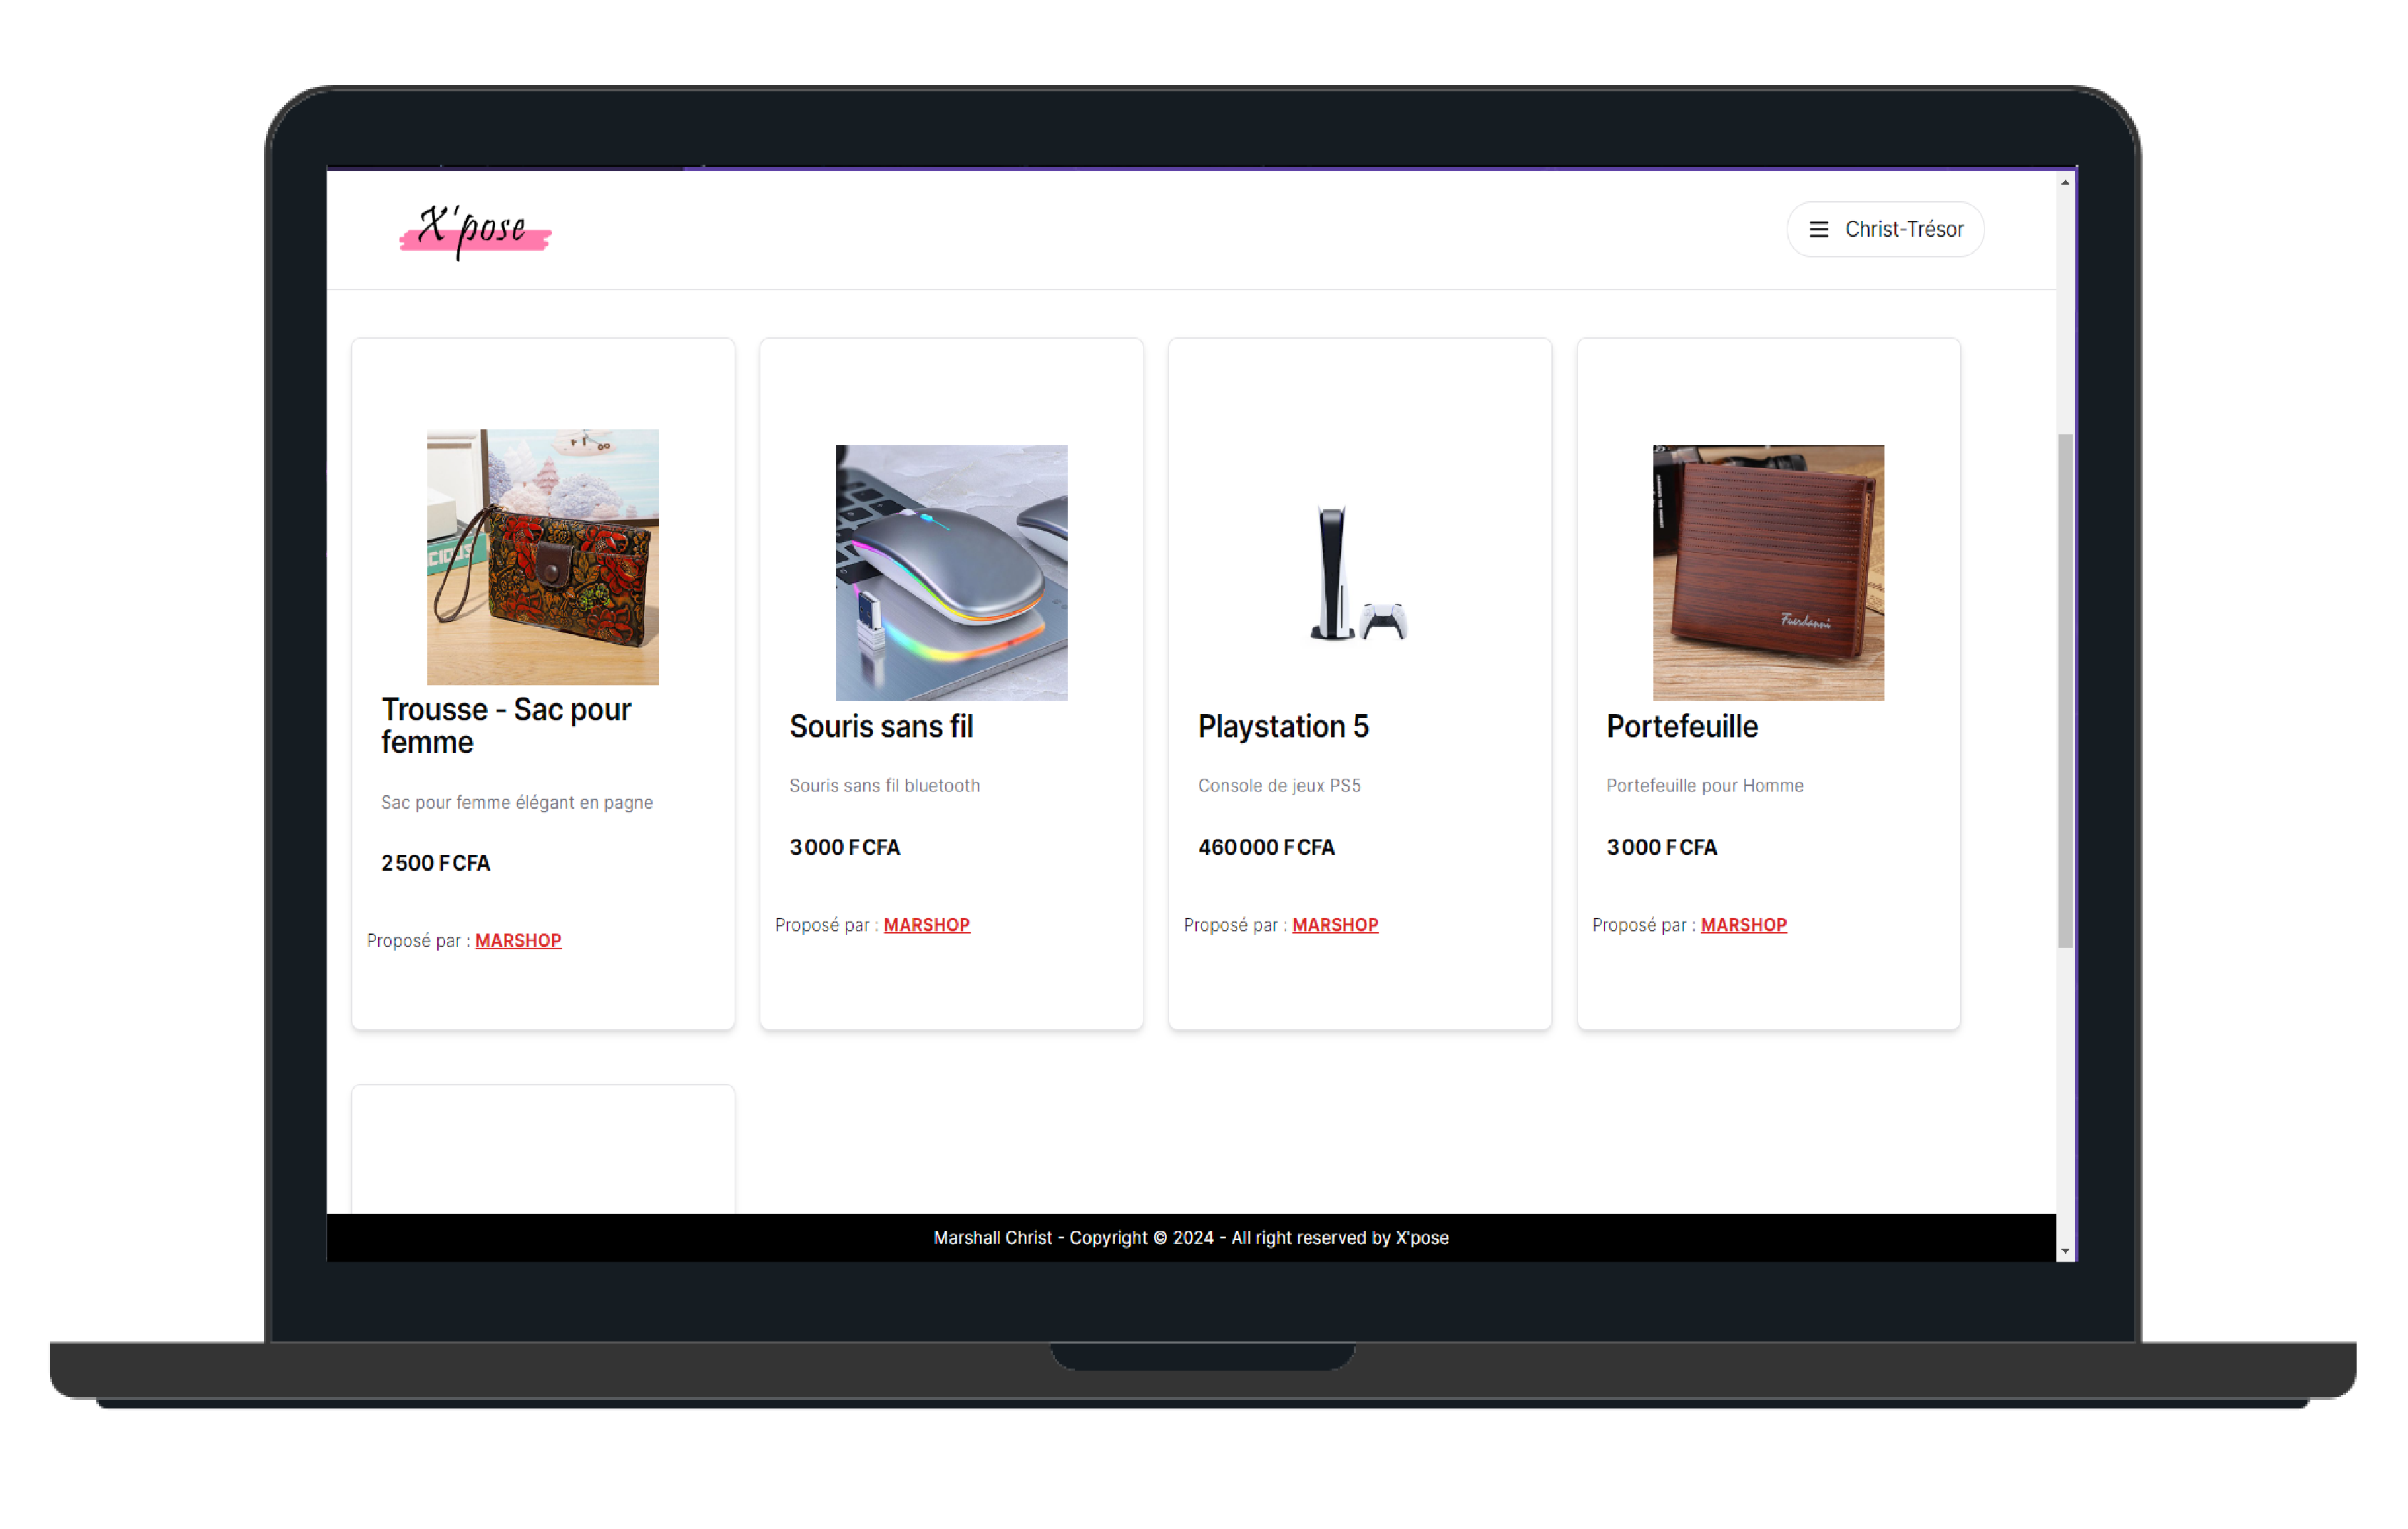 X'pose
Christ-Trésor
CIOUS
Fuerdanni
Trousse - Sac pour
femme
Souris sans fil
Playstation 5
Portefeuille
Sac pour femme élégant en pagne
Souris sans fil bluetooth
Console de jeux PS5
Portefeuille pour Homme
2 500 F CFA
3 000 F CFA
460 000 F CFA
3 000 F CFA
Proposé par : MARSHOP
Proposé par : MARSHOP
Proposé par : MARSHOP
Proposé par : MARSHOP
Marshall Christ - Copyright © 2024 - All right reserved by X'pose